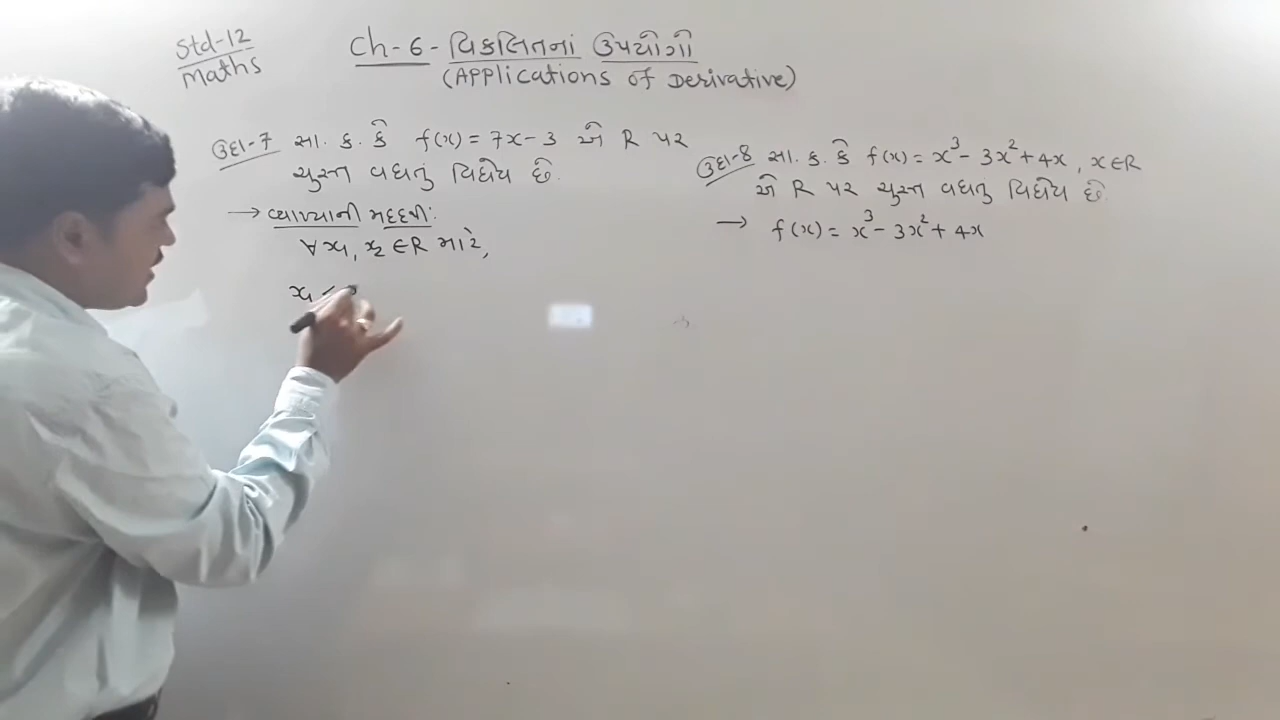 Std-12
Maths
Ch-6 - વિકલિતનાં ઉપયોગો
(Applications of Derivative)
ઉદા-7 સા. ક. કે f(x) = 7x - 3 એ R પર
ચુસ્ત વધતું વિધેય છે.
→ વ્યાખ્યાની મદદથી:
∀ x₁, x₂ ∈ R માટે,
x₁ <
ઉદા-8 સા. ક. કે f(x) = x³ - 3x² + 4x, x∈R
એ R પર ચુસ્ત વધતું વિધેય છે
→ f(x) = x³ - 3x² + 4x